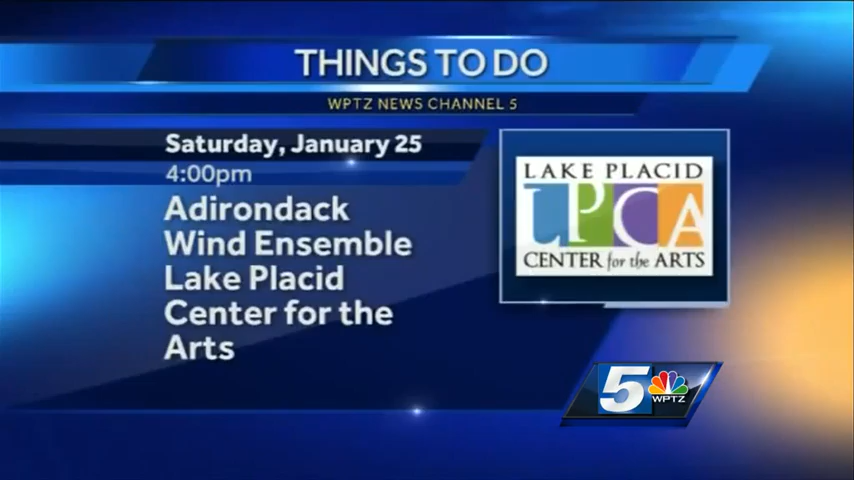 THINGS TO DO
WPTZ NEWS CHANNEL 5
Saturday, January 25
4:00pm
Adirondack
Wind Ensemble
Lake Placid
Center for the
Arts
LAKE PLACID
LPCA
CENTER for the ARTS
5
WPTZ